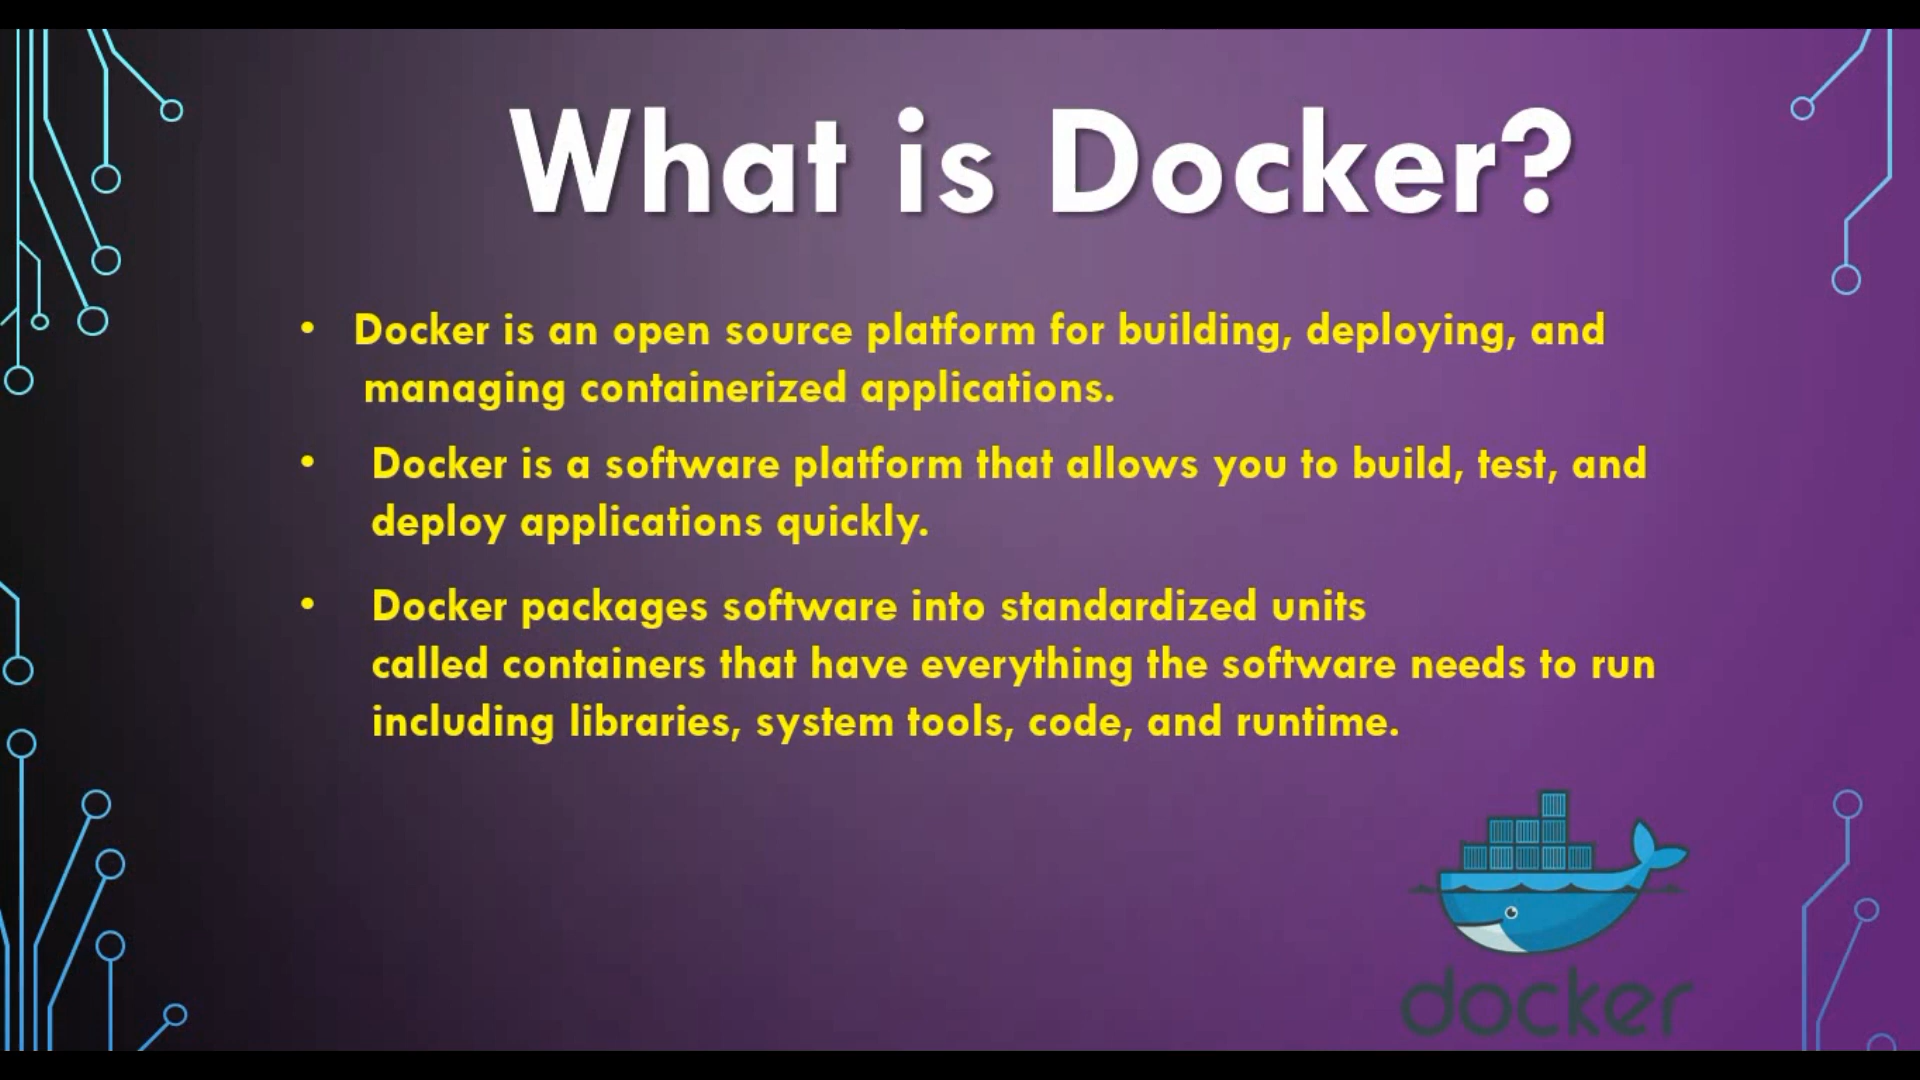 What is Docker?
• Docker is an open source platform for building, deploying, and
managing containerized applications.
• Docker is a software platform that allows you to build, test, and
deploy applications quickly.
• Docker packages software into standardized units
called containers that have everything the software needs to run
including libraries, system tools, code, and runtime.
docker